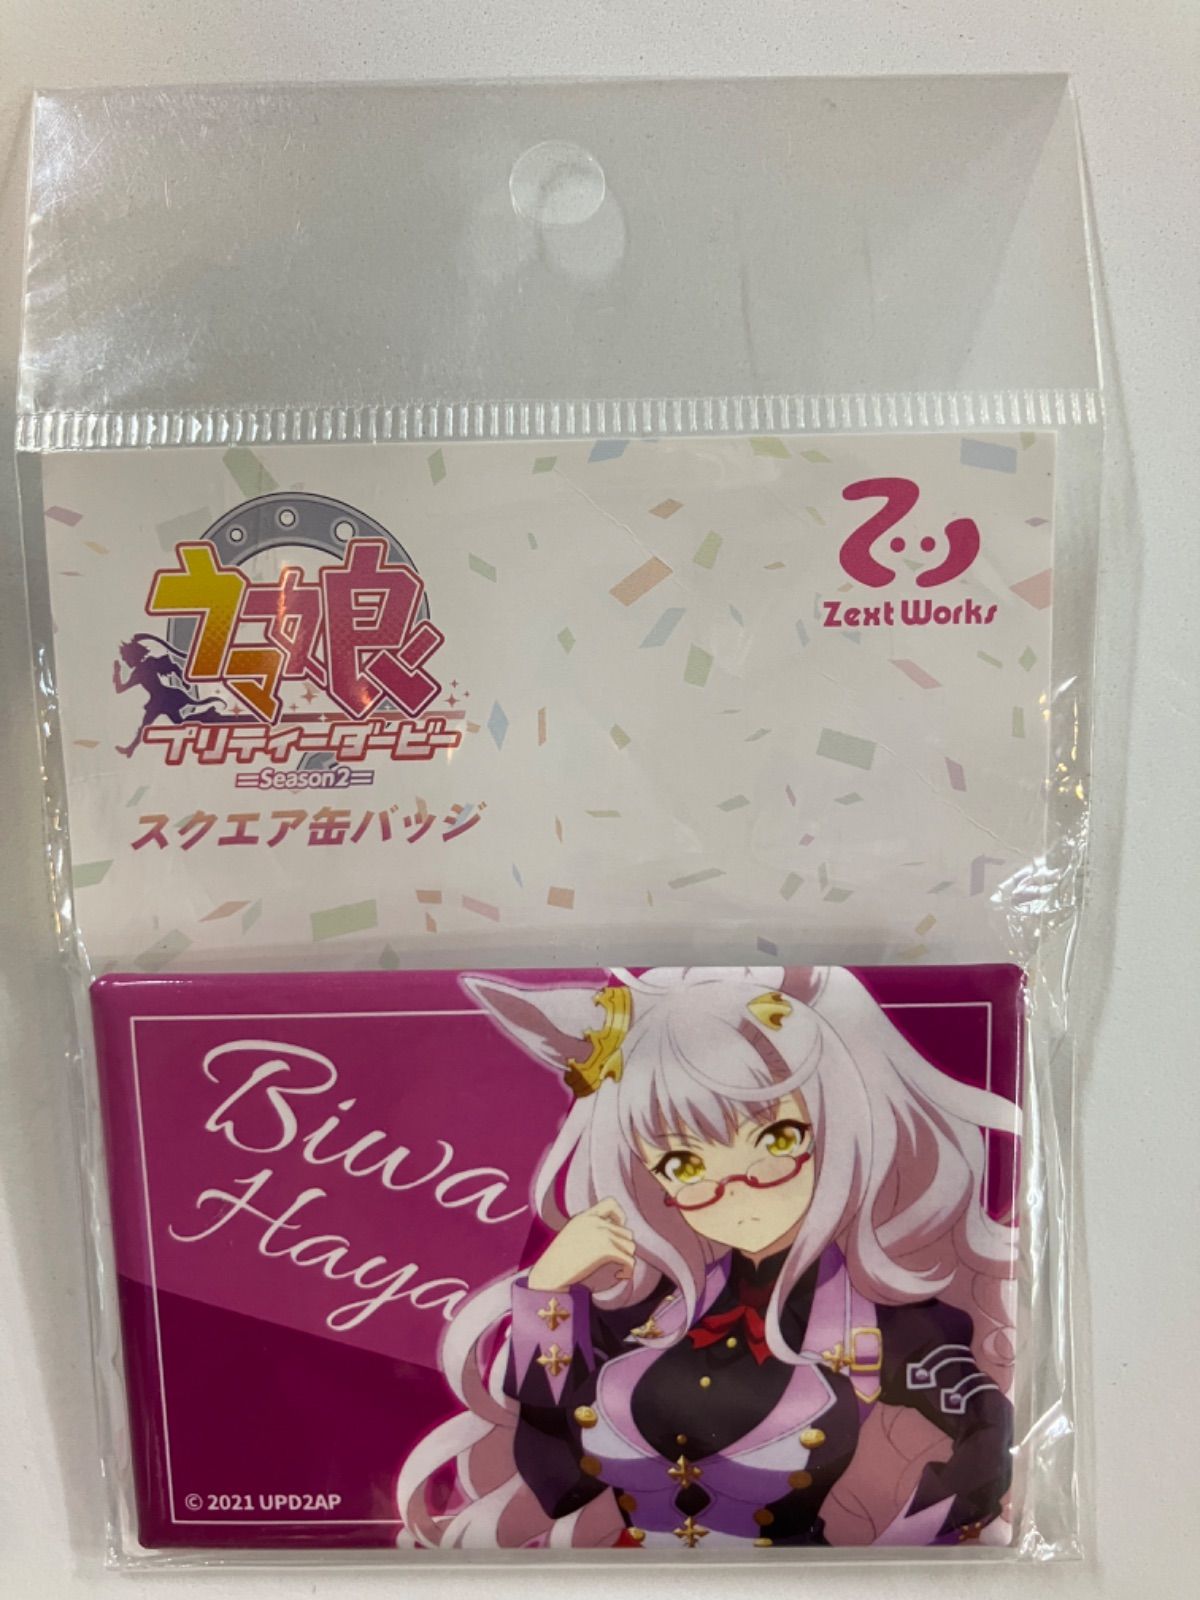 ウマ娘
プリティーダービー
Season2
スクエア缶バッジ
Zext Works
Biwa
Haya
© 2021 UPD2AP